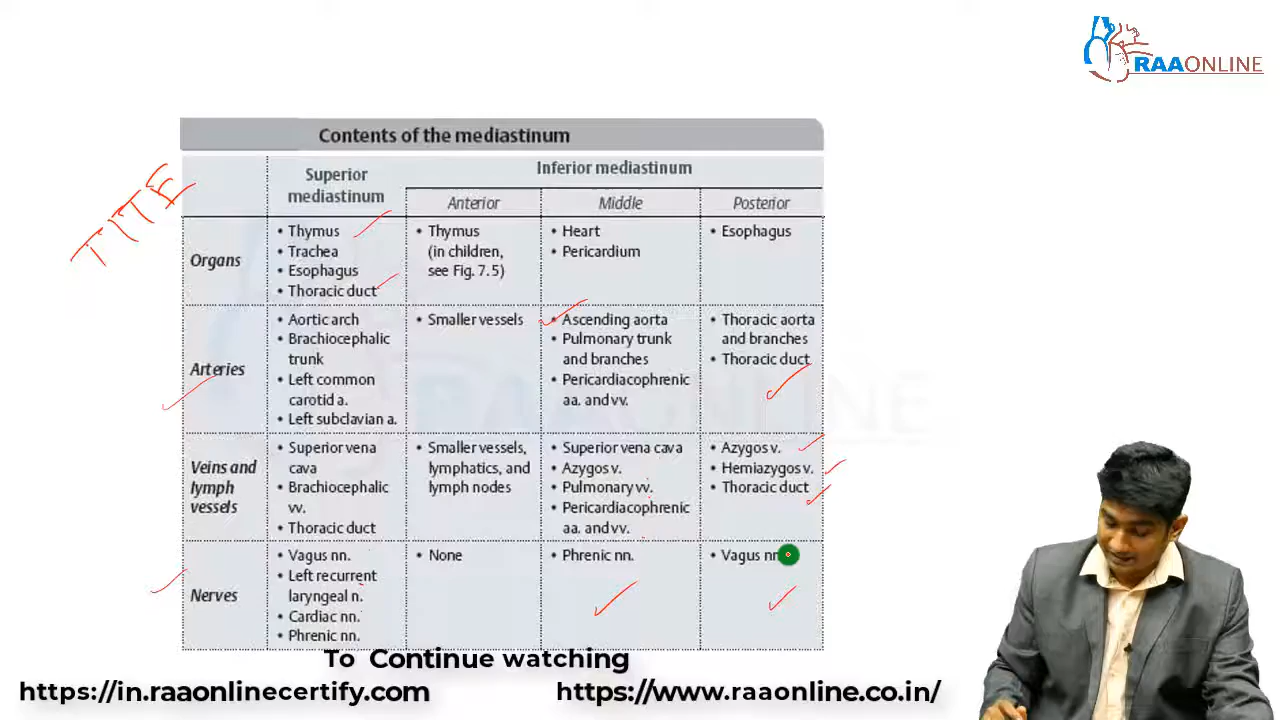 RAAONLINE
Contents of the mediastinum
Superior mediastinum
Inferior mediastinum
Anterior
Middle
Posterior
TITE
Organs
• Thymus
• Trachea
• Esophagus
• Thoracic duct
• Thymus
(in children,
see Fig. 7.5)
• Heart
• Pericardium
• Esophagus
Arteries
• Aortic arch
• Brachiocephalic
trunk
• Left common
carotid a.
• Left subclavian a.
• Smaller vessels
• Ascending aorta
• Pulmonary trunk
and branches
• Pericardiacophrenic
aa. and vv.
• Thoracic aorta
and branches
• Thoracic duct
RAAONLINE
Veins and
lymph
vessels
• Superior vena
cava
• Brachiocephalic
vv.
• Thoracic duct
• Smaller vessels,
lymphatics, and
lymph nodes
• Superior vena cava
• Azygos v.
• Pulmonary vv.
• Pericardiacophrenic
aa. and vv.
• Azygos v.
• Hemiazygos v.
• Thoracic duct
Nerves
• Vagus nn.
• Left recurrent
laryngeal n.
• Cardiac nn.
• Phrenic nn.
• None
• Phrenic nn.
• Vagus nn
To Continue watching
https://in.raaonlinecertify.com
https://www.raaonline.co.in/